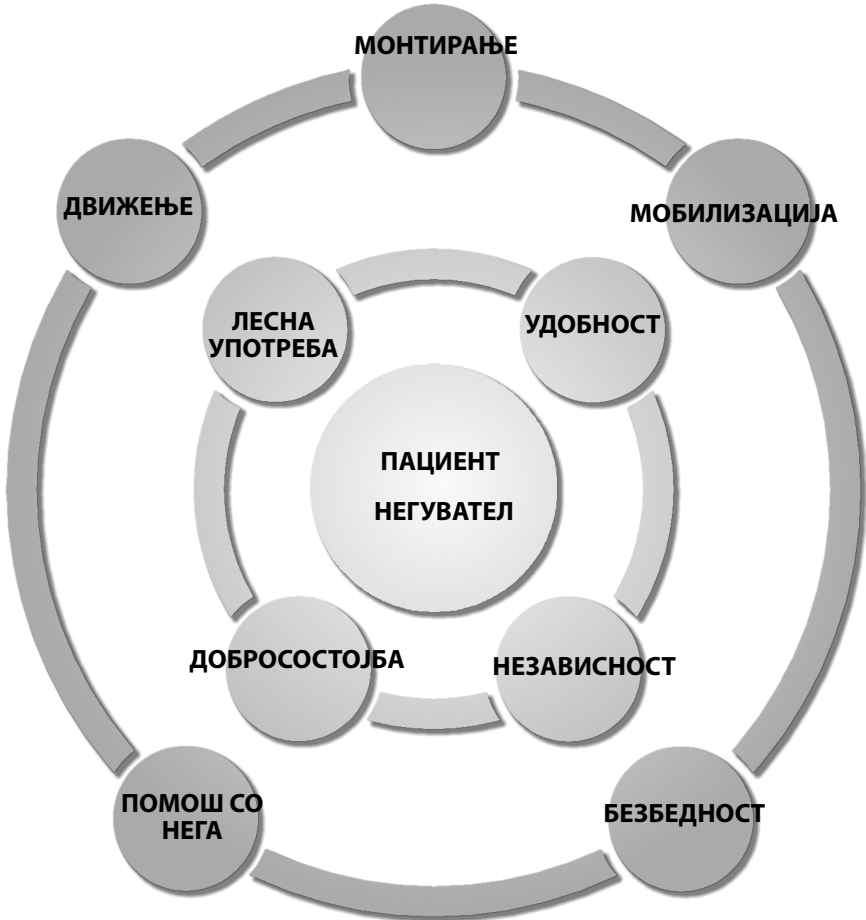 МОНТИРАЊЕ
ДВИЖЕЊЕ
МОБИЛИЗАЦИЈА
ЛЕСНА
УПОТРЕБА
УДОБНОСТ
ПАЦИЕНТ
НЕГУВАТЕЛ
ДОБРОСОСТОЈБА
НЕЗАВИСНОСТ
ПОМОШ СО
НЕГА
БЕЗБЕДНОСТ